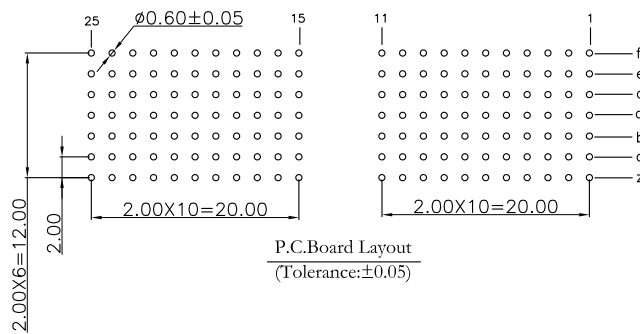 25
ø0.60±0.05
15
11
1
f
e
b
z
2.00X10=20.00
2.00X10=20.00
2.00
2.00X6=12.00
P.C.Board Layout
(Tolerance:±0.05)